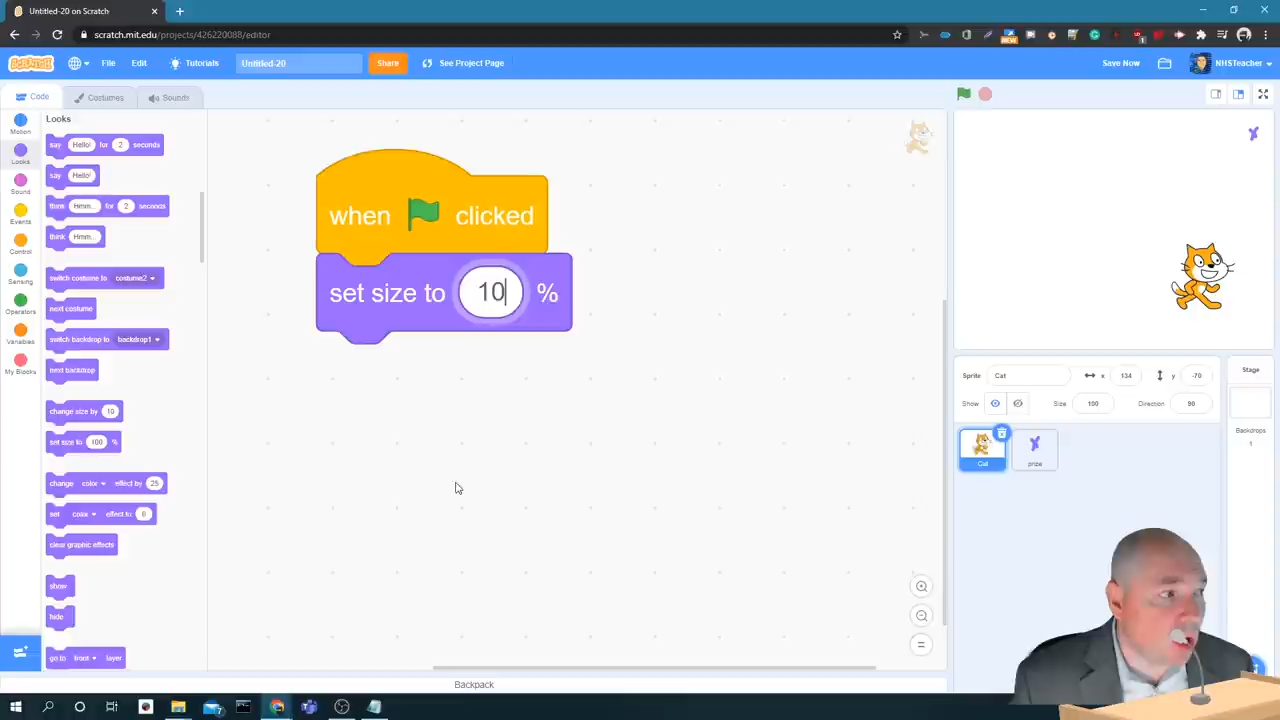 Untitled-20 on Scratch
scratch.mit.edu/projects/426220088/editor
NEW
SCRATCH
File
Edit
Tutorials
Untitled-20
Share
See Project Page
Save Now
NHSTeacher
Code
Costumes
Sounds
Motion
Looks
Sound
Events
Control
Sensing
Operators
Variables
My Blocks
Looks
say Hello! for 2 seconds
say Hello!
think Hmm... for 2 seconds
think Hmm...
switch costume to costume2
next costume
switch backdrop to backdrop1
next backdrop
change size by 10
set size to 100 %
change color effect by 25
set color effect to 0
clear graphic effects
show
hide
go to front layer
when clicked
set size to 10 %
Sprite Cat x 134 y -70
Show Size 100 Direction 90
Cat
prize
Stage
Backdrops
1
Backpack